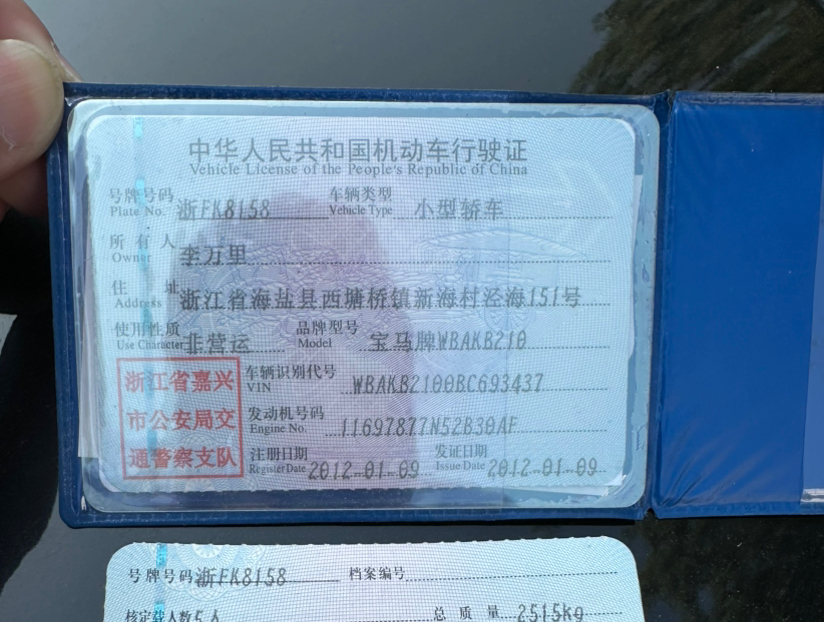 中华人民共和国机动车行驶证
Vehicle License of the People's Republic of China
号牌号码 Plate No. 浙FK8158 车辆类型 Vehicle Type 小型轿车
所有人 Owner 李万里
住址 Address 浙江省海盐县西塘桥镇新海村泾海151号
使用性质 Use Character 非营运 品牌型号 Model 宝马牌WBAKB210
浙江省嘉兴
市公安局交
通警察支队
车辆识别代号 VIN WBAKB2100BC693437
发动机号码 Engine No. 11697877N52B30AF
注册日期 Register Date 2012-01-09 发证日期 Issue Date 2012-01-09
号牌号码 浙FK8158 档案编号
核定载人数 5人 总质量 2515kg